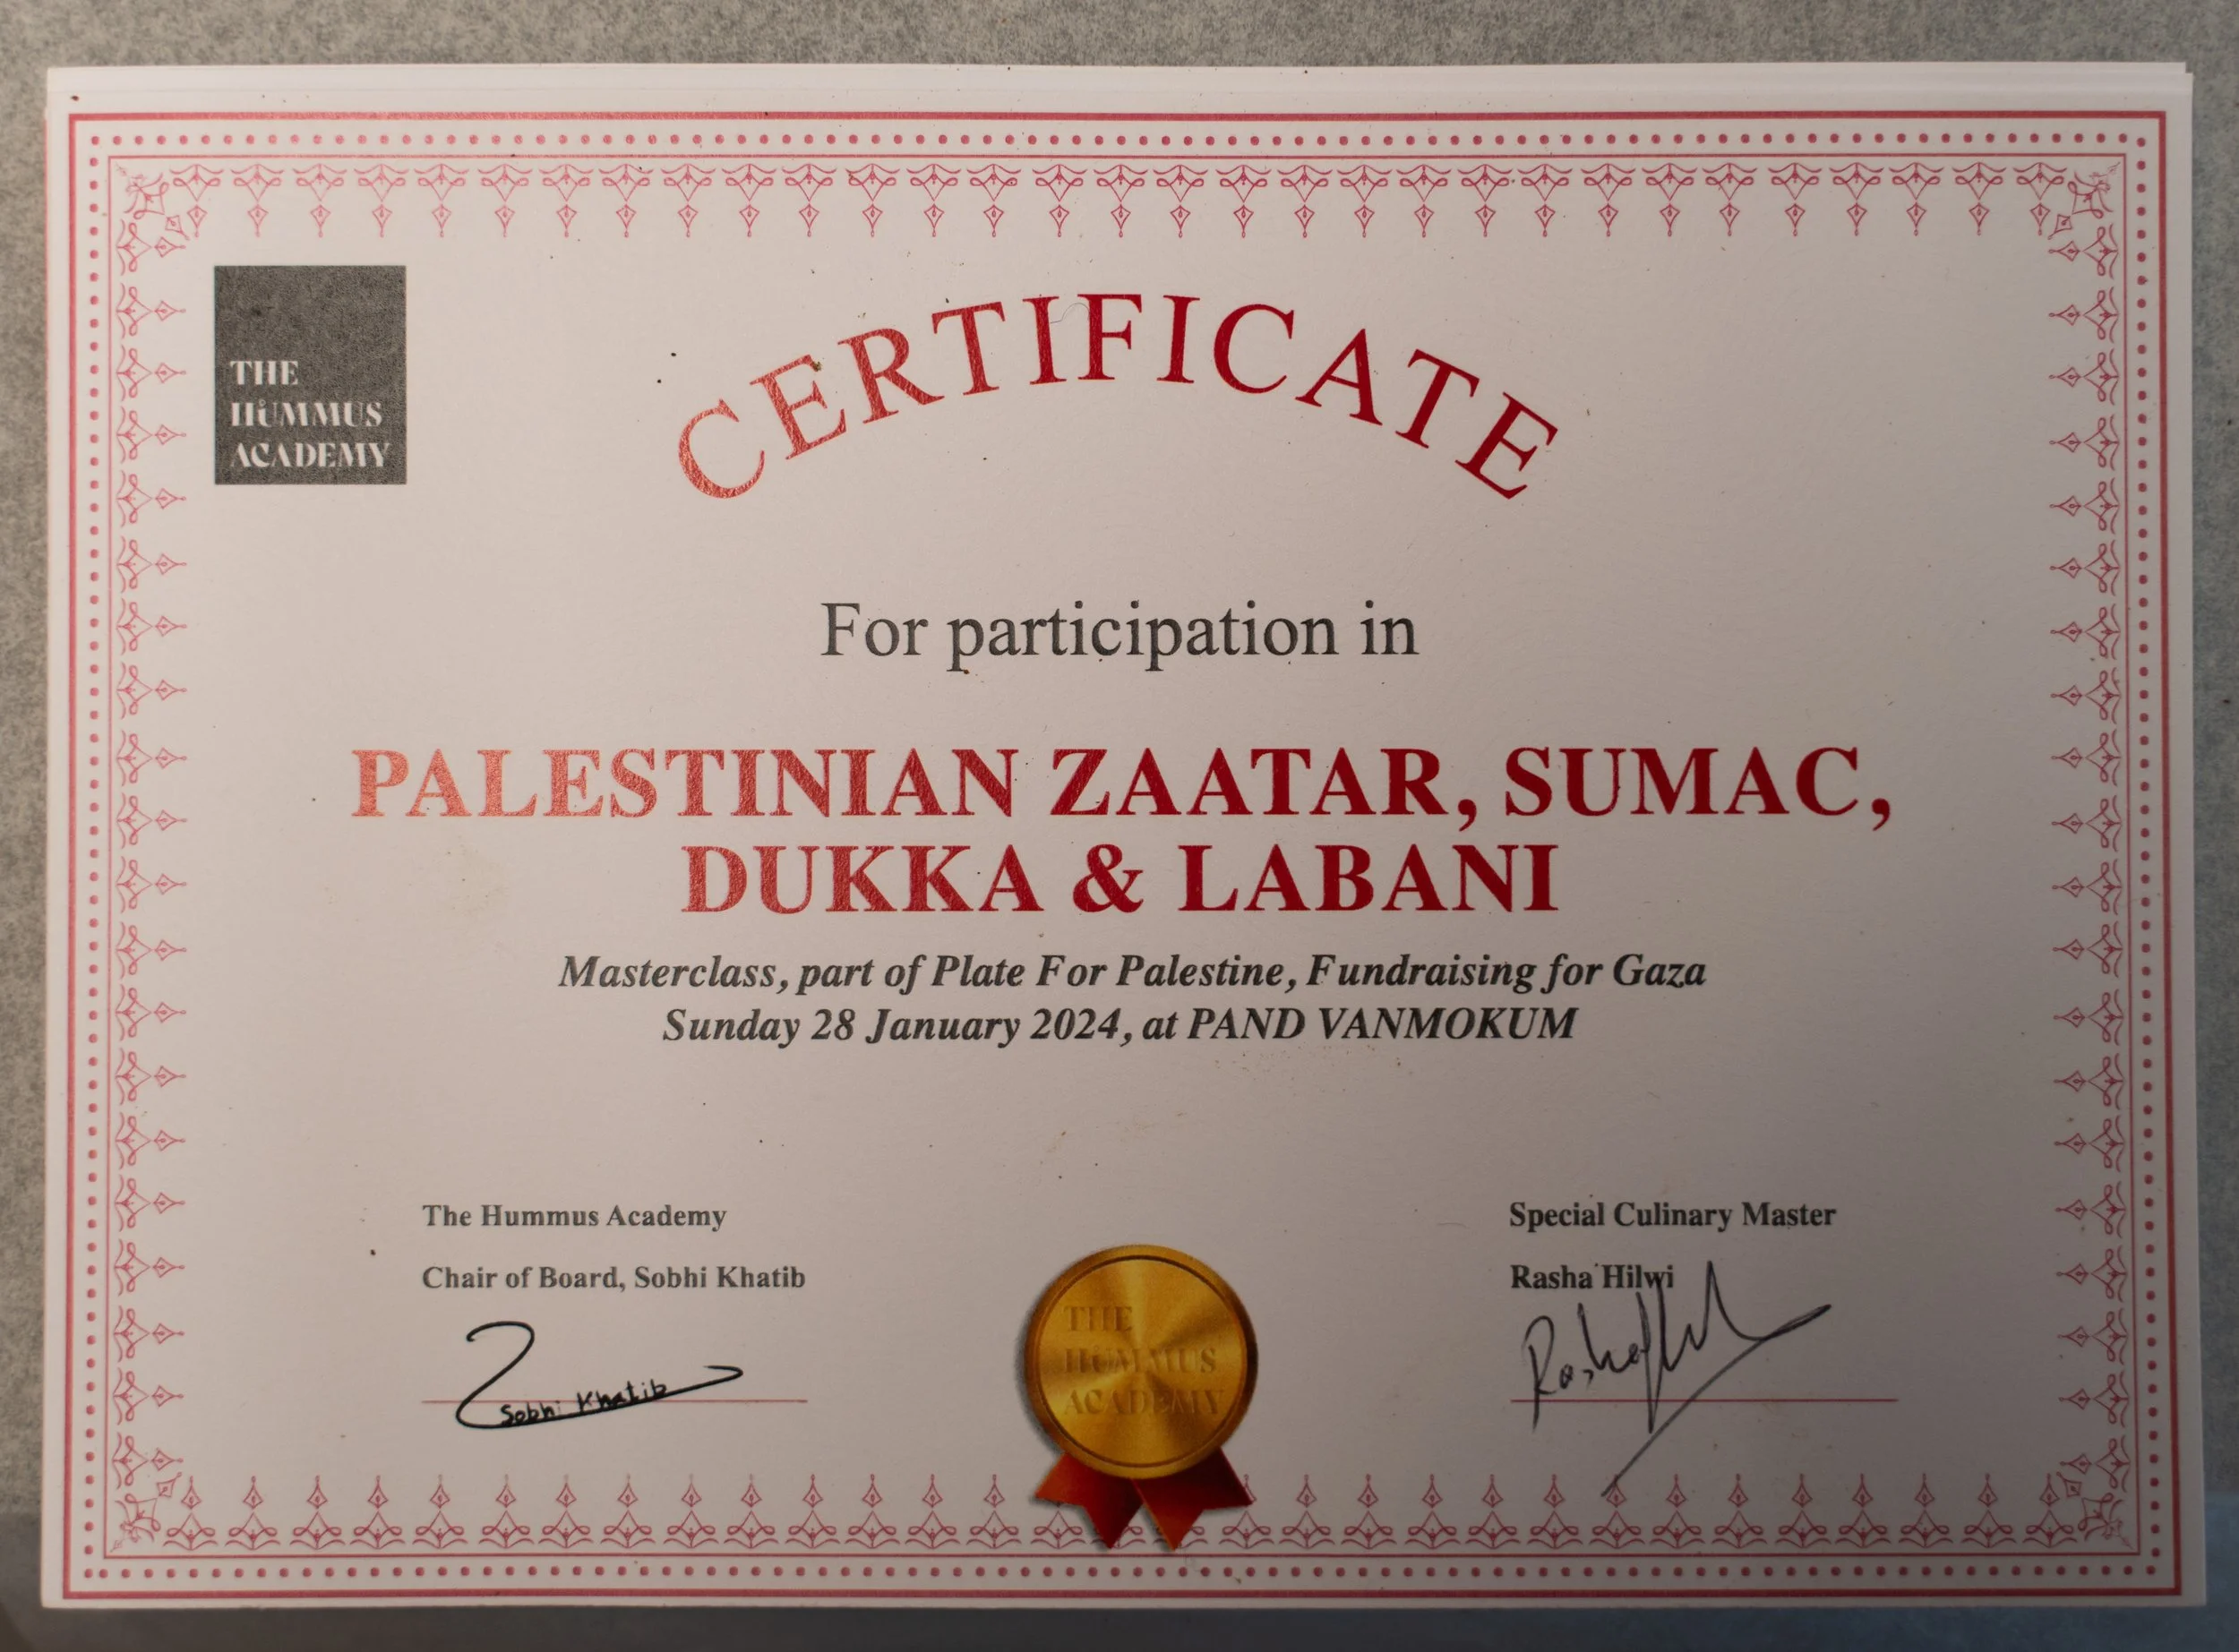 THE
HUMMUS
ACADEMY
CERTIFICATE
For participation in
PALESTINIAN ZAATAR, SUMAC,
DUKKA & LABANI
Masterclass, part of Plate For Palestine, Fundraising for Gaza
Sunday 28 January 2024, at PAND VANMOKUM
The Hummus Academy
Chair of Board, Sobhi Khatib
Sobhi Khatib
THE
HUMMUS
ACADEMY
Special Culinary Master
Rasha Hilwi